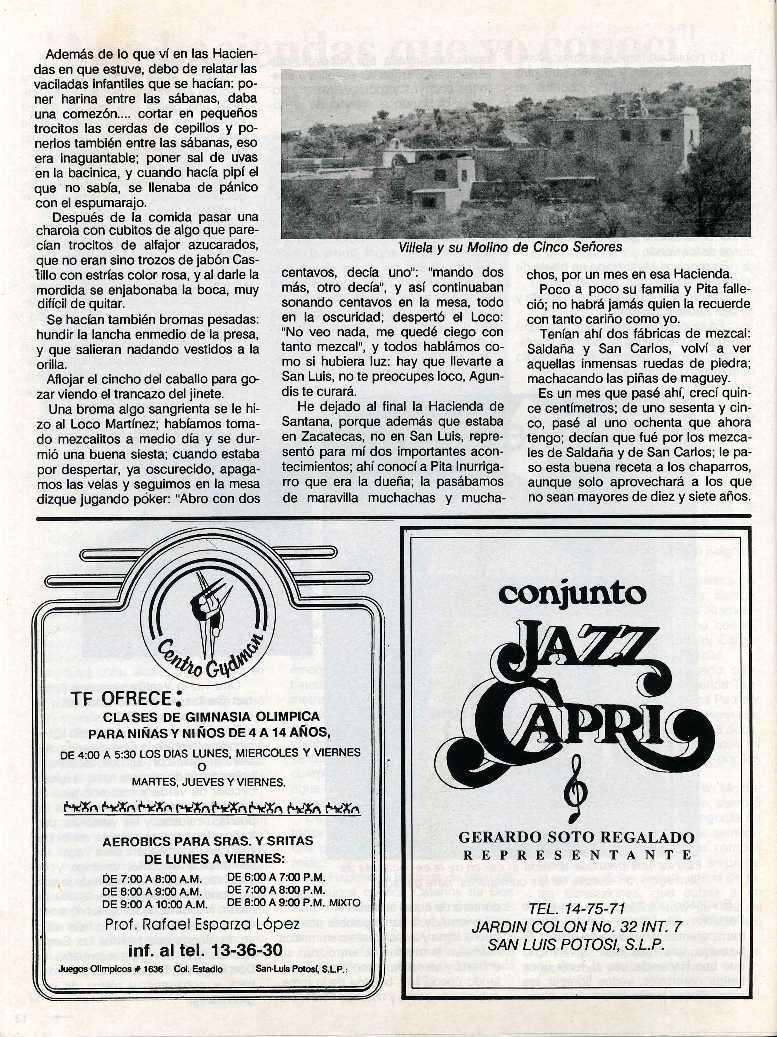 Además de lo que ví en las Hacien-
das en que estuve, debo de relatar las
vaciladas infantiles que se hacían: po-
ner harina entre las sábanas, daba
una comezón.... cortar en pequeños
trocitos las cerdas de cepillos y po-
nerlos también entre las sábanas, eso
era inaguantable; poner sal de uvas
en la bacinica, y cuando hacía pipí el
que no sabía, se llenaba de pánico
con el espumarajo.
Después de la comida pasar una
charola con cubitos de algo que pare-
cían trocitos de alfajor azucarados,
que no eran sino trozos de jabón Cas-
tillo con estrías color rosa, y al darle la
mordida se enjabonaba la boca, muy
difícil de quitar.
Se hacían también bromas pesadas:
hundir la lancha enmedio de la presa,
y que salieran nadando vestidos a la
orilla.
Aflojar el cincho del caballo para go-
zar viendo el trancazo del jinete.
Una broma algo sangrienta se le hi-
zo al Loco Martínez; habíamos toma-
do mezcalitos a medio día y se dur-
mió una buena siesta; cuando estaba
por despertar, ya oscurecido, apaga-
mos las velas y seguimos en la mesa
dizque jugando póker: "Abro con dos
Villela y su Molino de Cinco Señores
centavos, decía uno": "mando dos
más, otro decía", y así continuaban
sonando centavos en la mesa, todo
en la oscuridad; despertó el Loco:
"No veo nada, me quedé ciego con
tanto mezcal", y todos hablámos co-
mo si hubiera luz: hay que llevarte a
San Luis, no te preocupes loco, Agun-
dis te curará.
He dejado al final la Hacienda de
Santana, porque además que estaba
en Zacatecas, no en San Luis, repre-
sentó para mí dos importantes acon-
tecimientos; ahí conocí a Pita Inurriga-
rro que era la dueña; la pasábamos
de maravilla muchachas y mucha-
chos, por un mes en esa Hacienda.
Poco a poco su familia y Pita falle-
ció; no habrá jamás quien la recuerde
con tanto cariño como yo.
Tenían ahí dos fábricas de mezcal:
Saldaña y San Carlos, volví a ver
aquellas inmensas ruedas de piedra;
machacando las piñas de maguey.
Es un mes que pasé ahí, crecí quin-
ce centímetros; de uno sesenta y cin-
co, pasé al uno ochenta que ahora
tengo; decían que fué por los mezca-
les de Saldaña y de San Carlos; le pa-
so esta buena receta a los chaparros,
aunque solo aprovechará a los que
no sean mayores de diez y siete años.
Centro Gydman
TF OFRECE:
CLASES DE GIMNASIA OLIMPICA
PARA NIÑAS Y NIÑOS DE 4 A 14 AÑOS,
DE 4:00 A 5:30 LOS DIAS LUNES, MIERCOLES Y VIERNES
O
MARTES, JUEVES Y VIERNES.
AEROBICS PARA SRAS. Y SRITAS
DE LUNES A VIERNES:
DE 7:00 A 8:00 A.M. DE 6:00 A 7:00 P.M.
DE 8:00 A 9:00 A.M. DE 7:00 A 8:00 P.M.
DE 9:00 A 10:00 A.M. DE 8:00 A 9:00 P.M. MIXTO
Prof. Rafael Esparza López
inf. al tel. 13-36-30
Juegos Olímpicos # 1636 Col. Estadio San Luis Potosí, S.L.P.
conjunto
JAZZ
CAPRI
GERARDO SOTO REGALADO
REPRESENTANTE
TEL. 14-75-71
JARDIN COLON No. 32 INT. 7
SAN LUIS POTOSI, S.L.P.